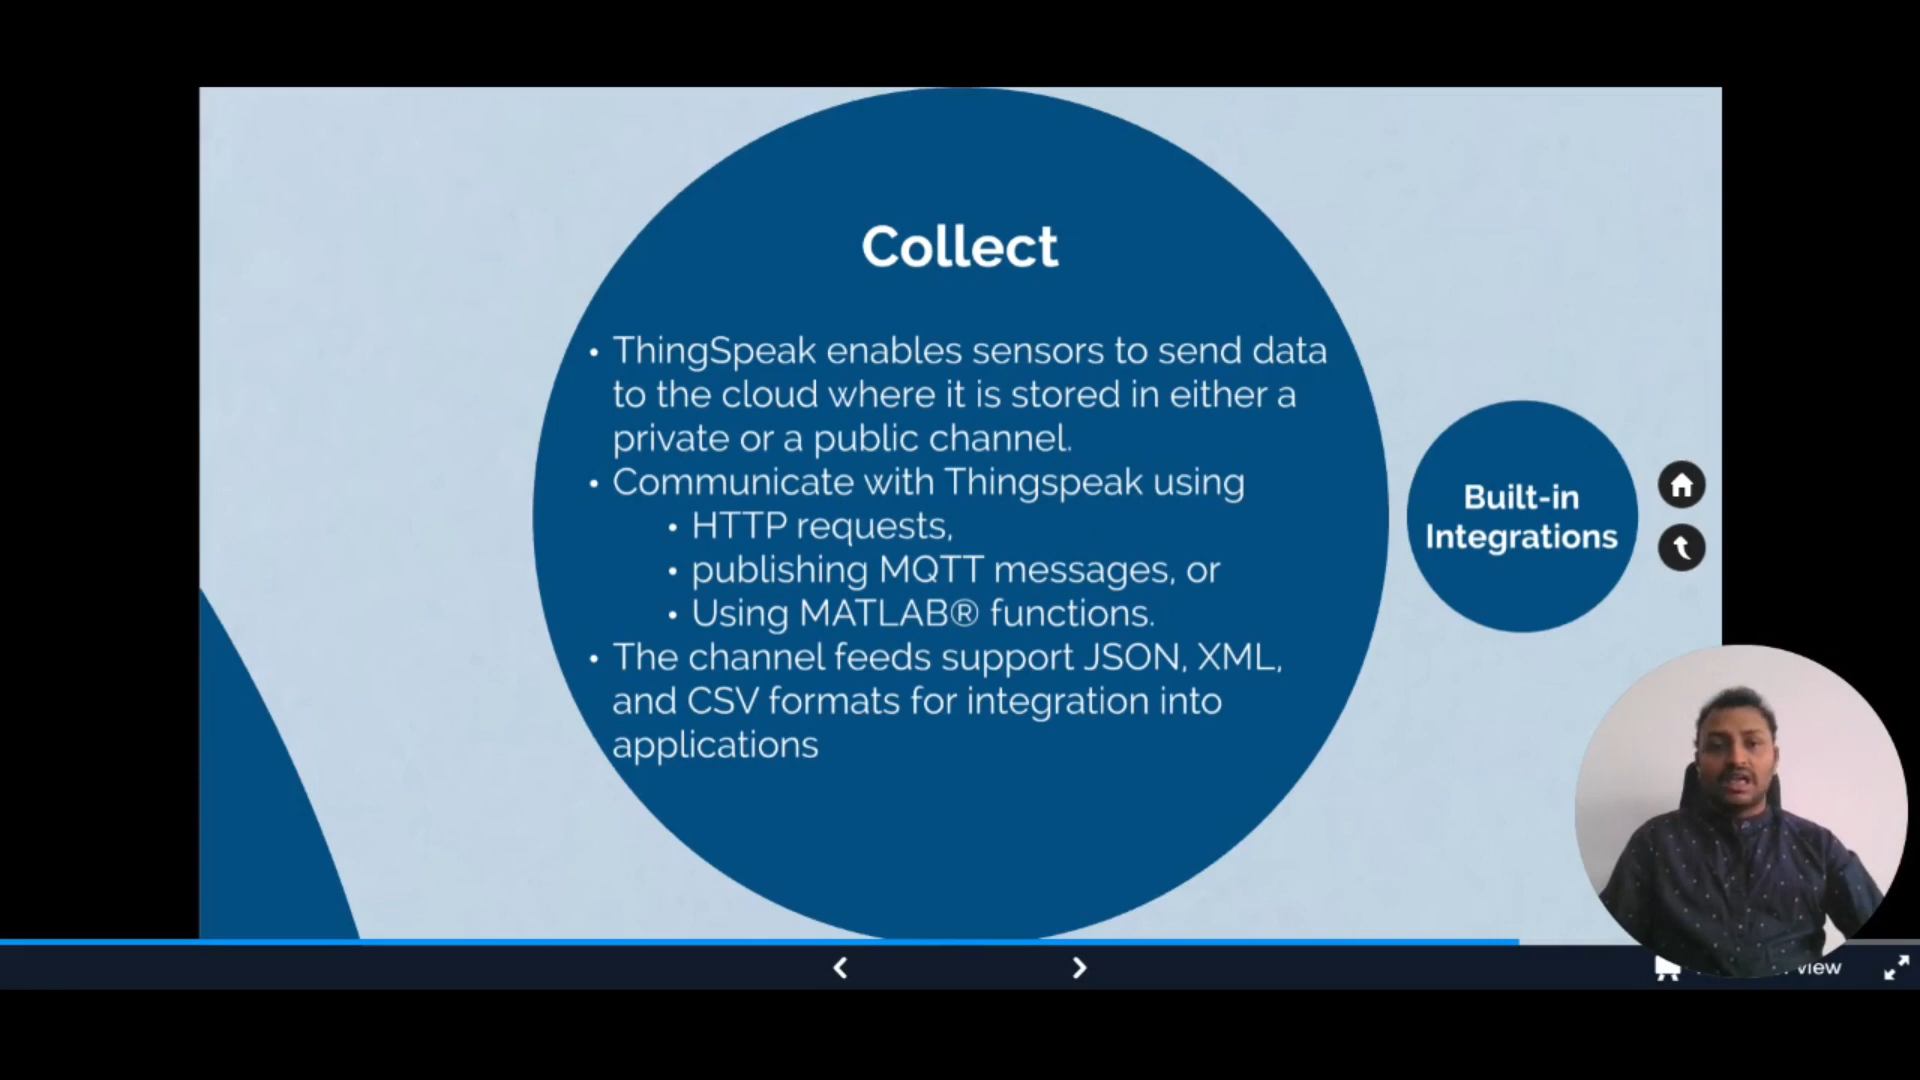 Collect
• ThingSpeak enables sensors to send data
to the cloud where it is stored in either a
private or a public channel.
• Communicate with Thingspeak using
• HTTP requests,
• publishing MQTT messages, or
• Using MATLAB® functions.
• The channel feeds support JSON, XML,
and CSV formats for integration into
applications
Built-in
Integrations
view